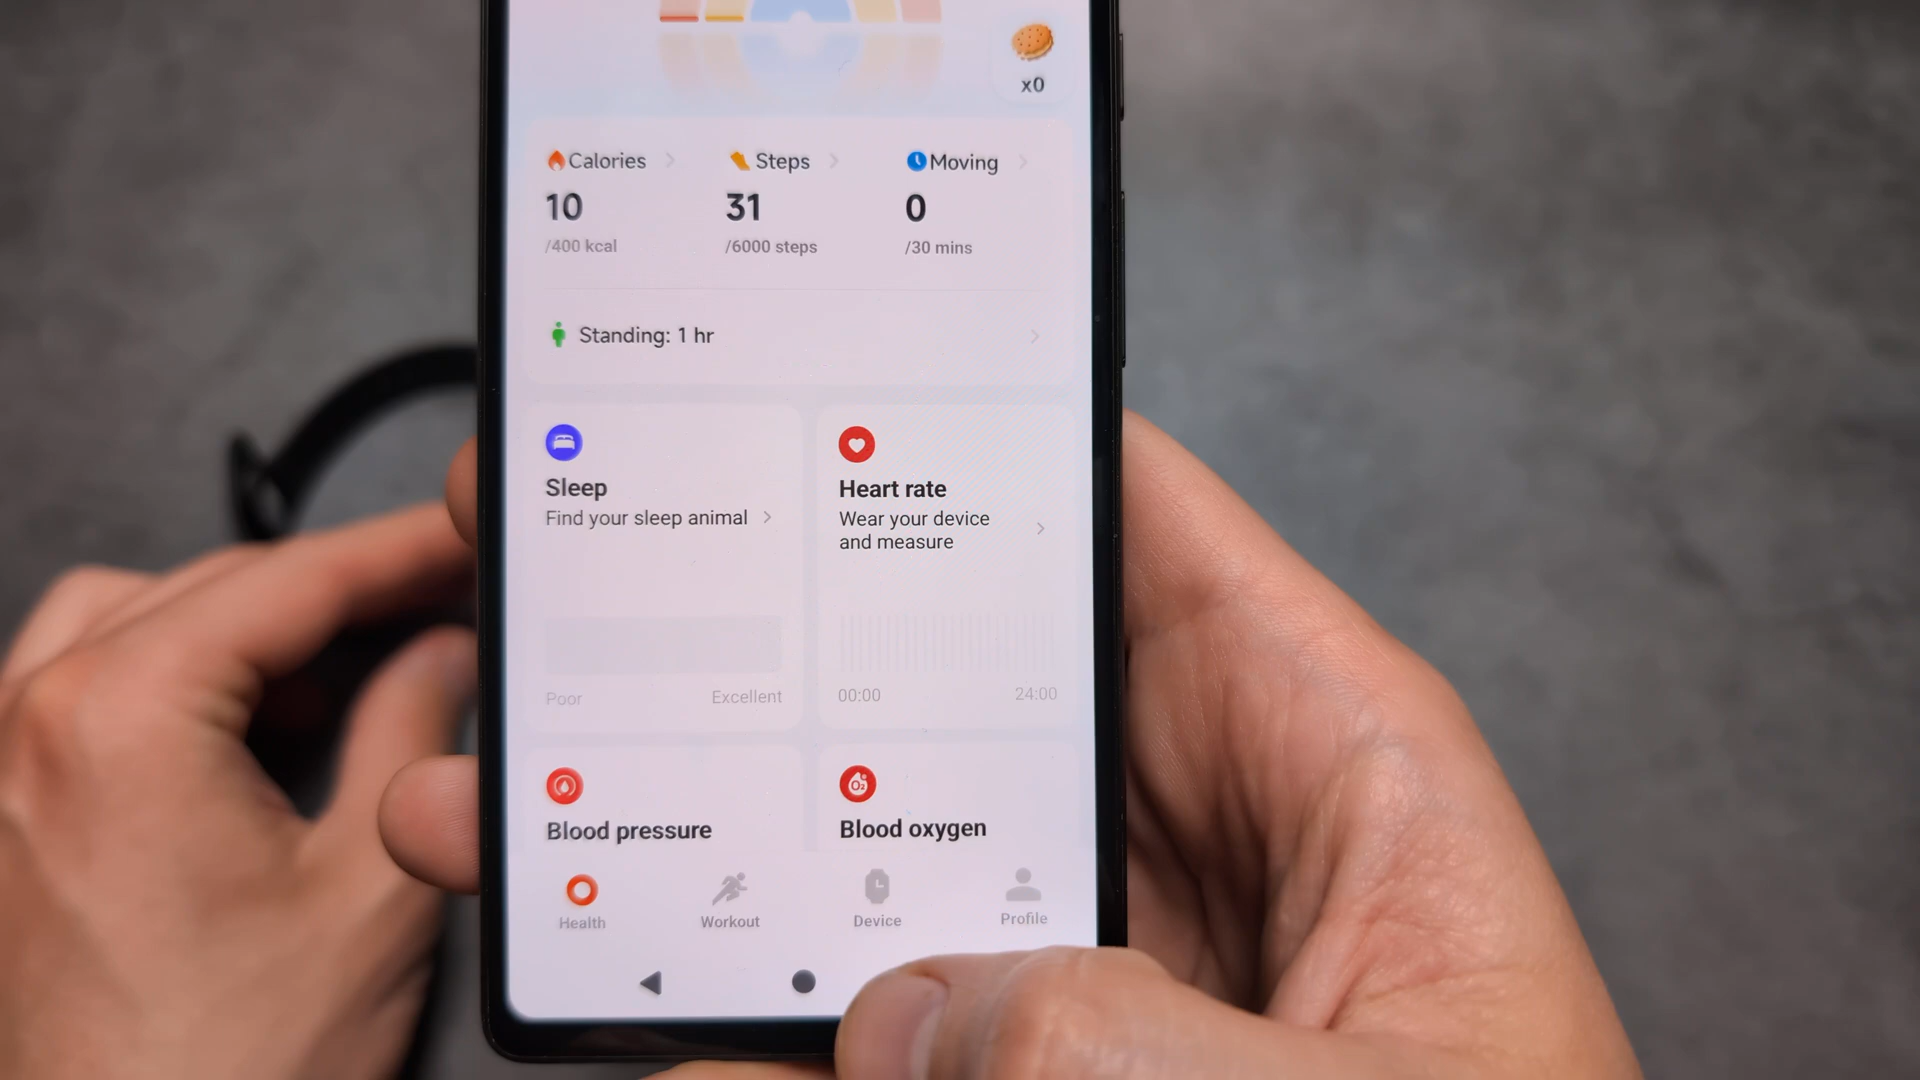 x0
Calories
Steps
Moving
10
31
0
/400 kcal
/6000 steps
/30 mins
Standing: 1 hr
Sleep
Find your sleep animal
Poor
Excellent
Heart rate
Wear your device
and measure
00:00
24:00
Blood pressure
O2
Blood oxygen
Health
Workout
Device
Profile